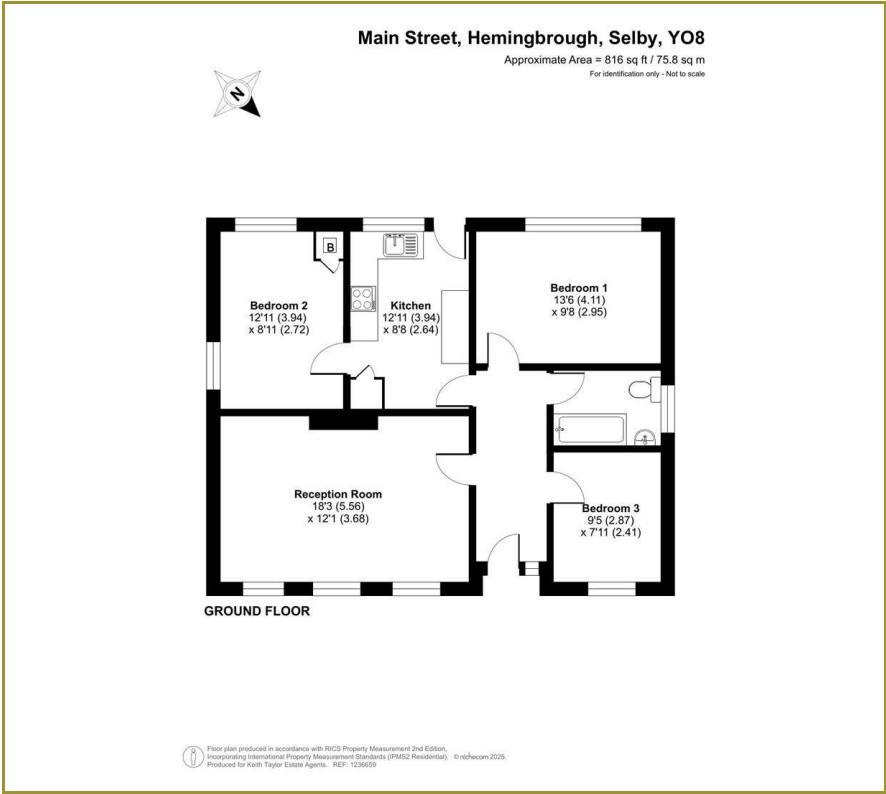 Main Street, Hemingbrough, Selby, YO8
Approximate Area = 816 sq ft / 75.8 sq m
For identification only - Not to scale
N
B
Bedroom 2
12'11 (3.94)
x 8'11 (2.72)
Kitchen
12'11 (3.94)
x 8'8 (2.64)
Bedroom 1
13'6 (4.11)
x 9'8 (2.95)
Reception Room
18'3 (5.56)
x 12'1 (3.68)
Bedroom 3
9'5 (2.87)
x 7'11 (2.41)
GROUND FLOOR
Floor plan produced in accordance with RICS Property Measurement 2nd Edition,
Incorporating International Property Measurement Standards (IPMS2 Residential). © nichecom 2025.
Produced for Keith Taylor Estate Agents. REF: 1236659